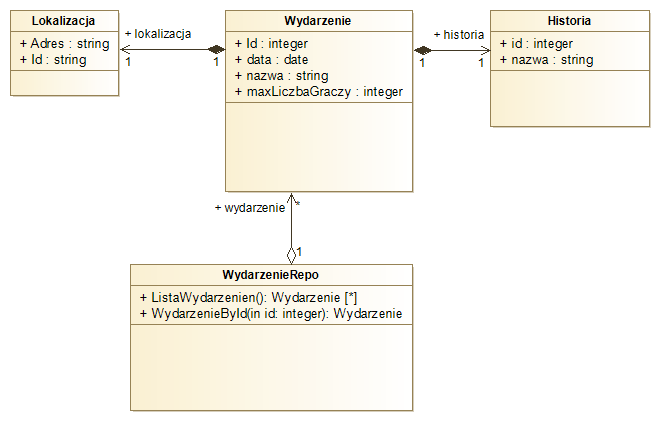 Lokalizacja
+ Adres : string
+ Id : string
+ lokalizacja
1
1
Wydarzenie
+ Id : integer
+ data : date
+ nazwa : string
+ maxLiczbaGraczy : integer
+ historia
1
1
Historia
+ id : integer
+ nazwa : string
+ wydarzenie
*
1
WydarzenieRepo
+ ListaWydarzenien(): Wydarzenie [*]
+ WydarzenieById(in id: integer): Wydarzenie